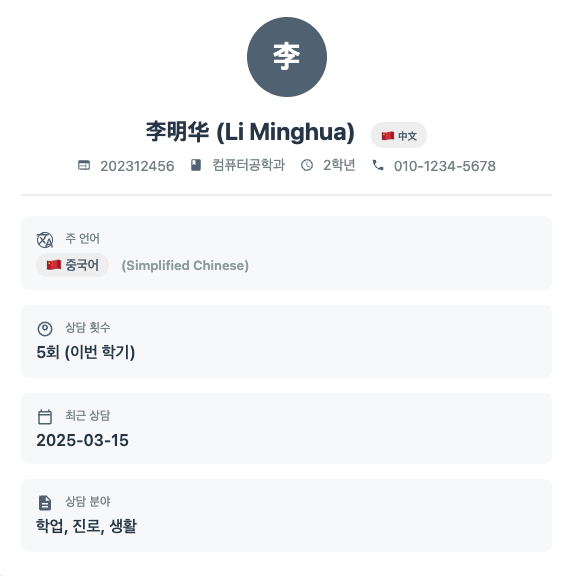 李
李明华 (Li Minghua) 🇨🇳 中文
202312456 컴퓨터공학과 2학년 010-1234-5678
주 언어
🇨🇳 중국어 (Simplified Chinese)
상담 횟수
5회 (이번 학기)
최근 상담
2025-03-15
상담 분야
학업, 진로, 생활